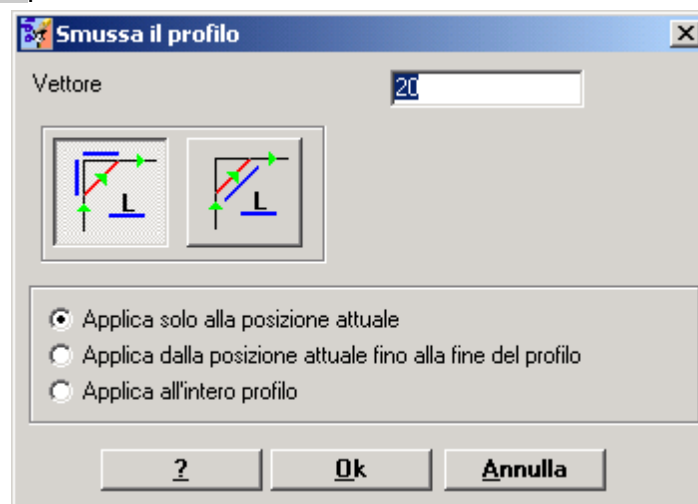 Smussa il profilo
Vettore 20
L L
Applica solo alla posizione attuale
Applica dalla posizione attuale fino alla fine del profilo
Applica all'intero profilo
? Ok Annulla